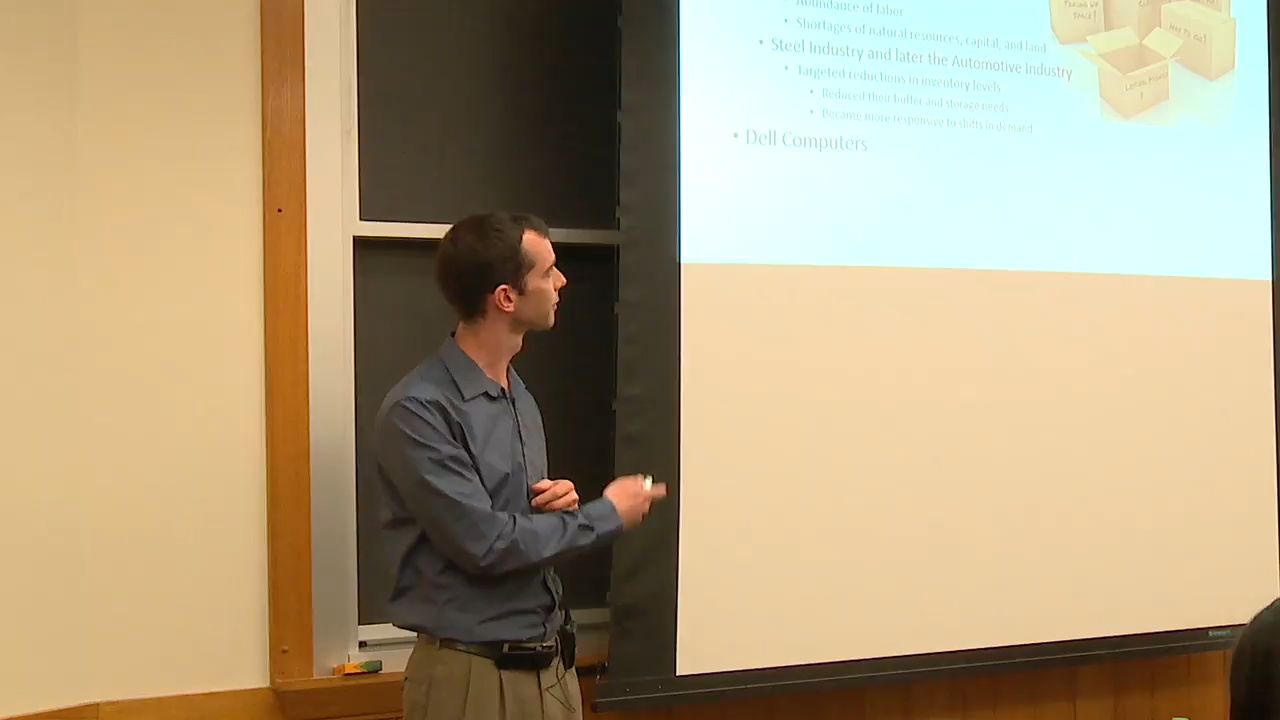 Abundance of labor
Shortages of natural resources, capital, and land
Steel Industry and later the Automotive Industry
Targeted reductions in inventory levels
Reduced their buffer and storage needs
Became more responsive to shifts in demand
Dell Computers